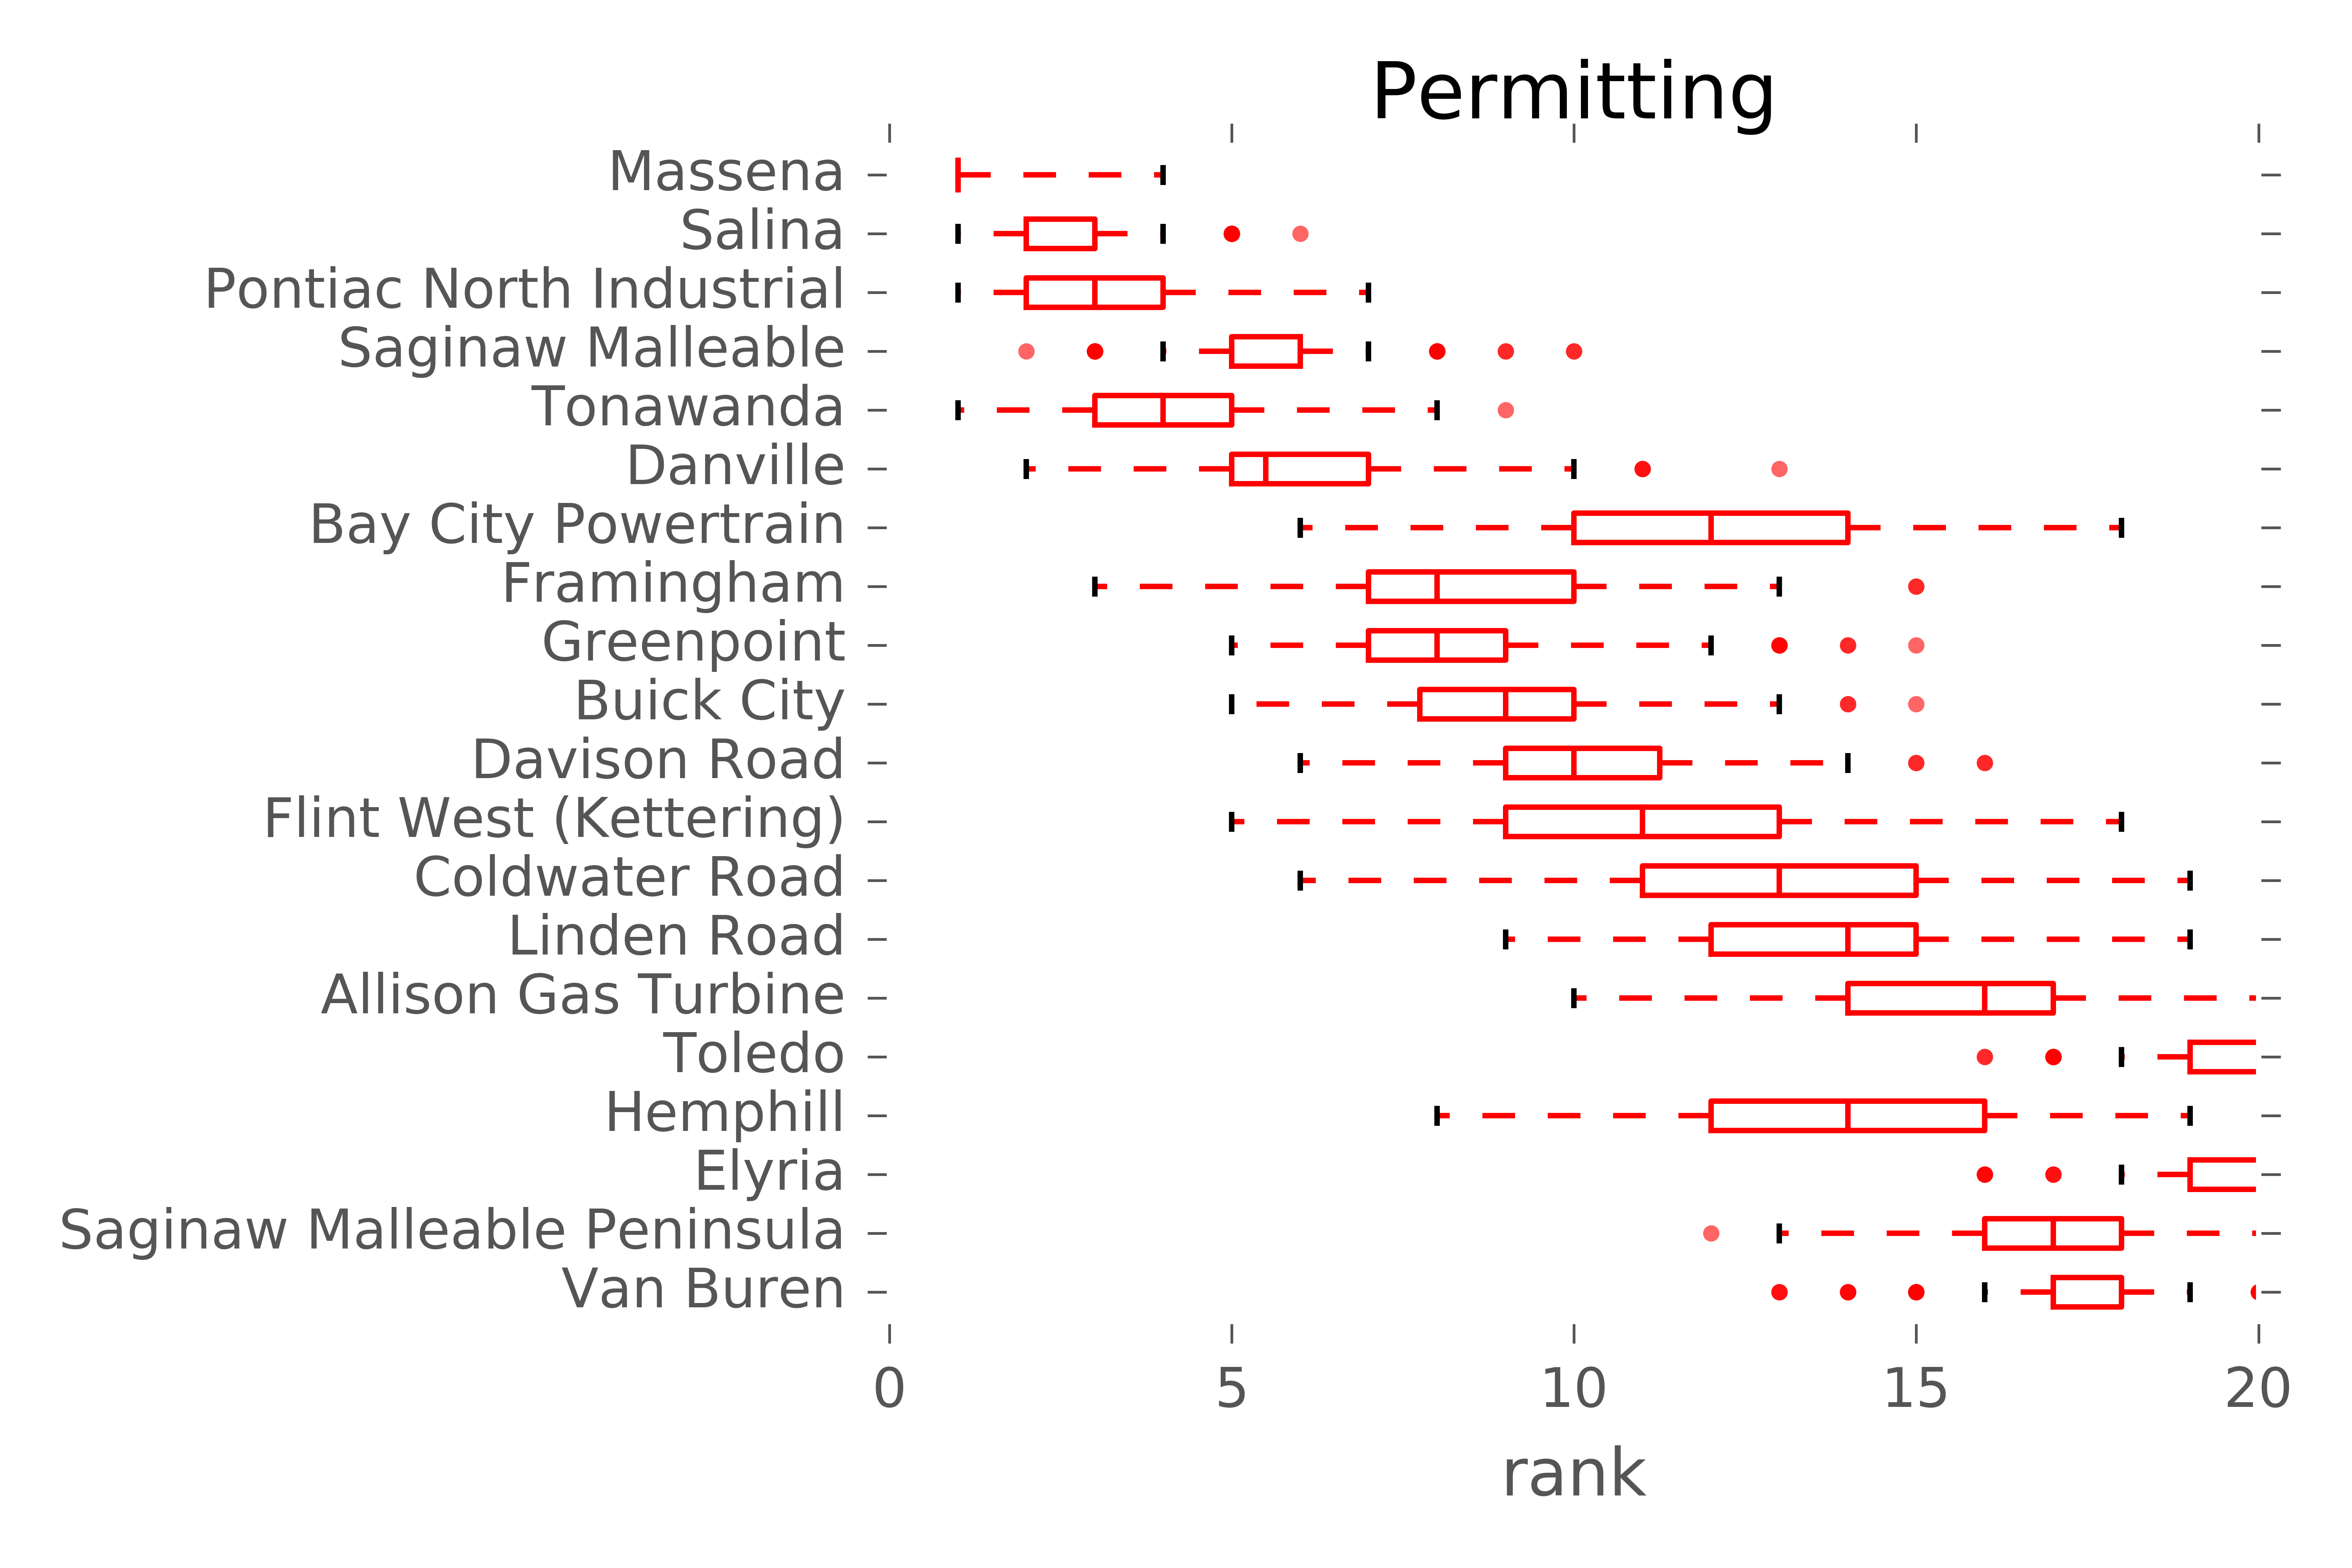 Permitting
Massena
Salina
Pontiac North Industrial
Saginaw Malleable
Tonawanda
Danville
Bay City Powertrain
Framingham
Greenpoint
Buick City
Davison Road
Flint West (Kettering)
Coldwater Road
Linden Road
Allison Gas Turbine
Toledo
Hemphill
Elyria
Saginaw Malleable Peninsula
Van Buren
0 5 10 15 20
rank